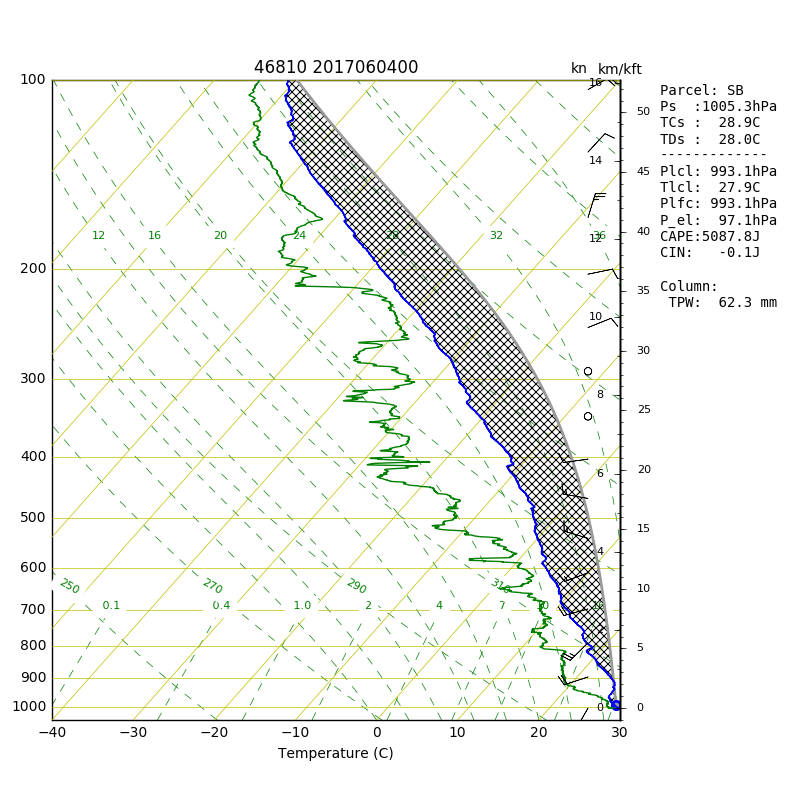 46810 2017060400
kn km/kft
Parcel: SB
Ps  :1005.3hPa
TCs :  28.9C
TDs :  28.0C
-------------
Plcl: 993.1hPa
Tlcl:  27.9C
Plfc: 993.1hPa
P_el:  97.1hPa
CAPE:5087.8J
CIN:   -0.1J
Column:
TPW:  62.3 mm
100
200
300
400
500
600
700
800
900
1000
12 16 20 24 28 32 36
250 270 290 310
0.1 0.4 1.0 2 4 7 10 16
16
14
12
10
8
6
4
2
0
50
45
40
35
30
25
20
15
10
5
0
−40 −30 −20 −10 0 10 20 30
Temperature (C)